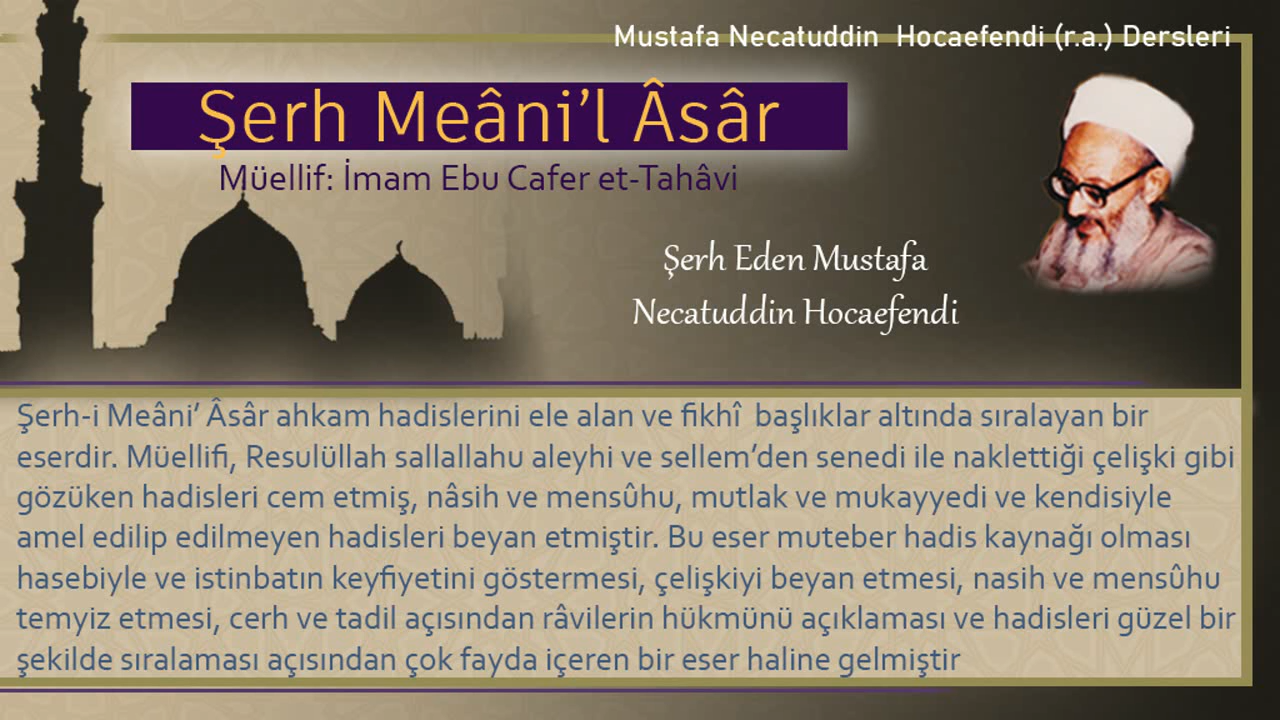 Mustafa Necatuddin Hocaefendi (r.a.) Dersleri
Şerh Meâni’l Âsâr
Müellif: İmam Ebu Cafer et-Tahâvi
Şerh Eden Mustafa
Necatuddin Hocaefendi
Şerh-i Meâni’ Âsâr ahkam hadislerini ele alan ve fıkhî başlıklar altında sıralayan bir
eserdir. Müellifi, Resulüllah sallallahu aleyhi ve sellem’den senedi ile naklettiği çelişki gibi
gözüken hadisleri cem etmiş, nâsih ve mensûhu, mutlak ve mukayyedi ve kendisiyle
amel edilip edilmeyen hadisleri beyan etmiştir. Bu eser muteber hadis kaynağı olması
hasebiyle ve istinbatın keyfiyetini göstermesi, çelişkiyi beyan etmesi, nasih ve mensûhu
temyiz etmesi, cerh ve tadil açısından râvilerin hükmünü açıklaması ve hadisleri güzel bir
şekilde sıralaması açısından çok fayda içeren bir eser haline gelmiştir